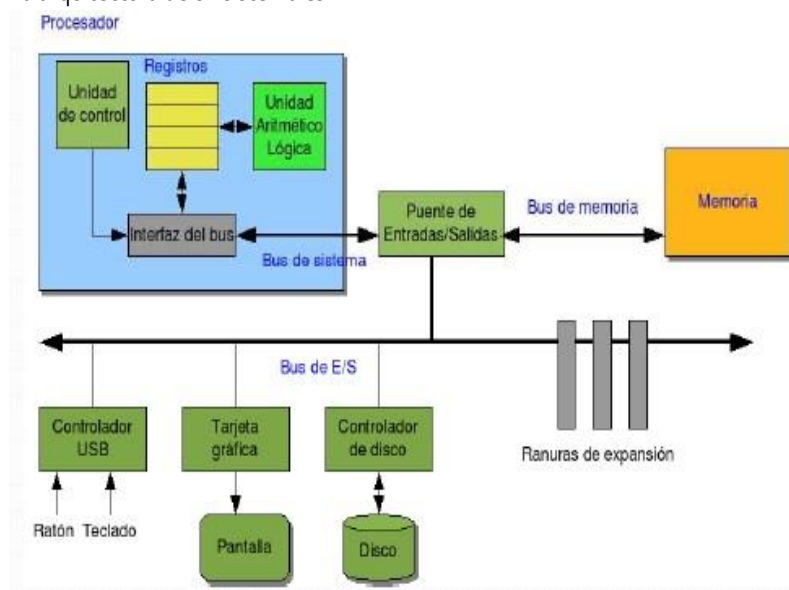 Procesador
Registros
Unidad
de control
Unidad
Aritmético
Lógica
Interfaz del bus
Bus de sistema
Puente de
Entradas/Salidas
Bus de memoria
Memoria
Bus de E/S
Ranuras de expansión
Controlador
USB
Tarjeta
gráfica
Controlador
de disco
Ratón Teclado
Pantalla
Disco